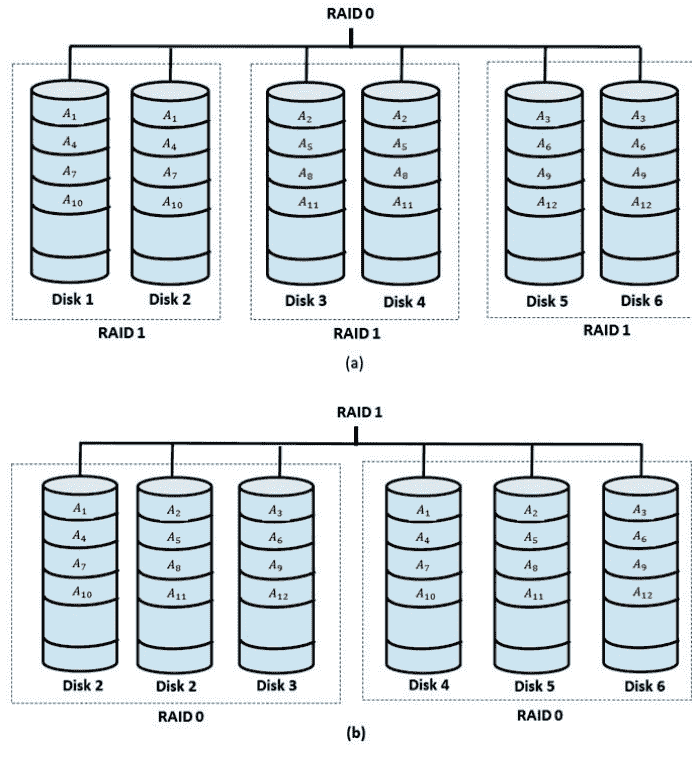 RAID 0
A1 A1 A2 A2 A3 A3
A4 A4 A5 A5 A6 A6
A7 A7 A8 A8 A9 A9
A10 A10 A11 A11 A12 A12
Disk 1 Disk 2 Disk 3 Disk 4 Disk 5 Disk 6
RAID 1 RAID 1 RAID 1
(a)
RAID 1
A1 A2 A3 A1 A2 A3
A4 A5 A6 A4 A5 A6
A7 A8 A9 A7 A8 A9
A10 A11 A12 A10 A11 A12
Disk 2 Disk 2 Disk 3 Disk 4 Disk 5 Disk 6
RAID 0 RAID 0
(b)